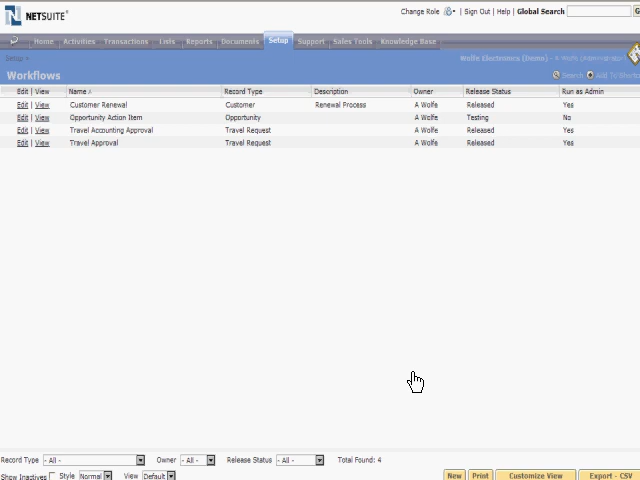 NETSUITE
Change Role | Sign Out | Help | Global Search
Home Activities Transactions Lists Reports Documents Setup Support Sales Tools Knowledge Base
Setup > Wolfe Electronics (Demo) -
Workflows Search Add To Shortcu
Edit | View Name Record Type Description Owner Release Status Run as Admin
Edit | View Customer Renewal Customer Renewal Process A Wolfe Released Yes
Edit | View Opportunity Action Item Opportunity A Wolfe Testing No
Edit | View Travel Accounting Approval Travel Request A Wolfe Released Yes
Edit | View Travel Approval Travel Request A Wolfe Released Yes
Record Type - All - Owner - All - Release Status - All - Total Found: 4
Show Inactives Style Normal View Default New Print Customize View Export - CSV